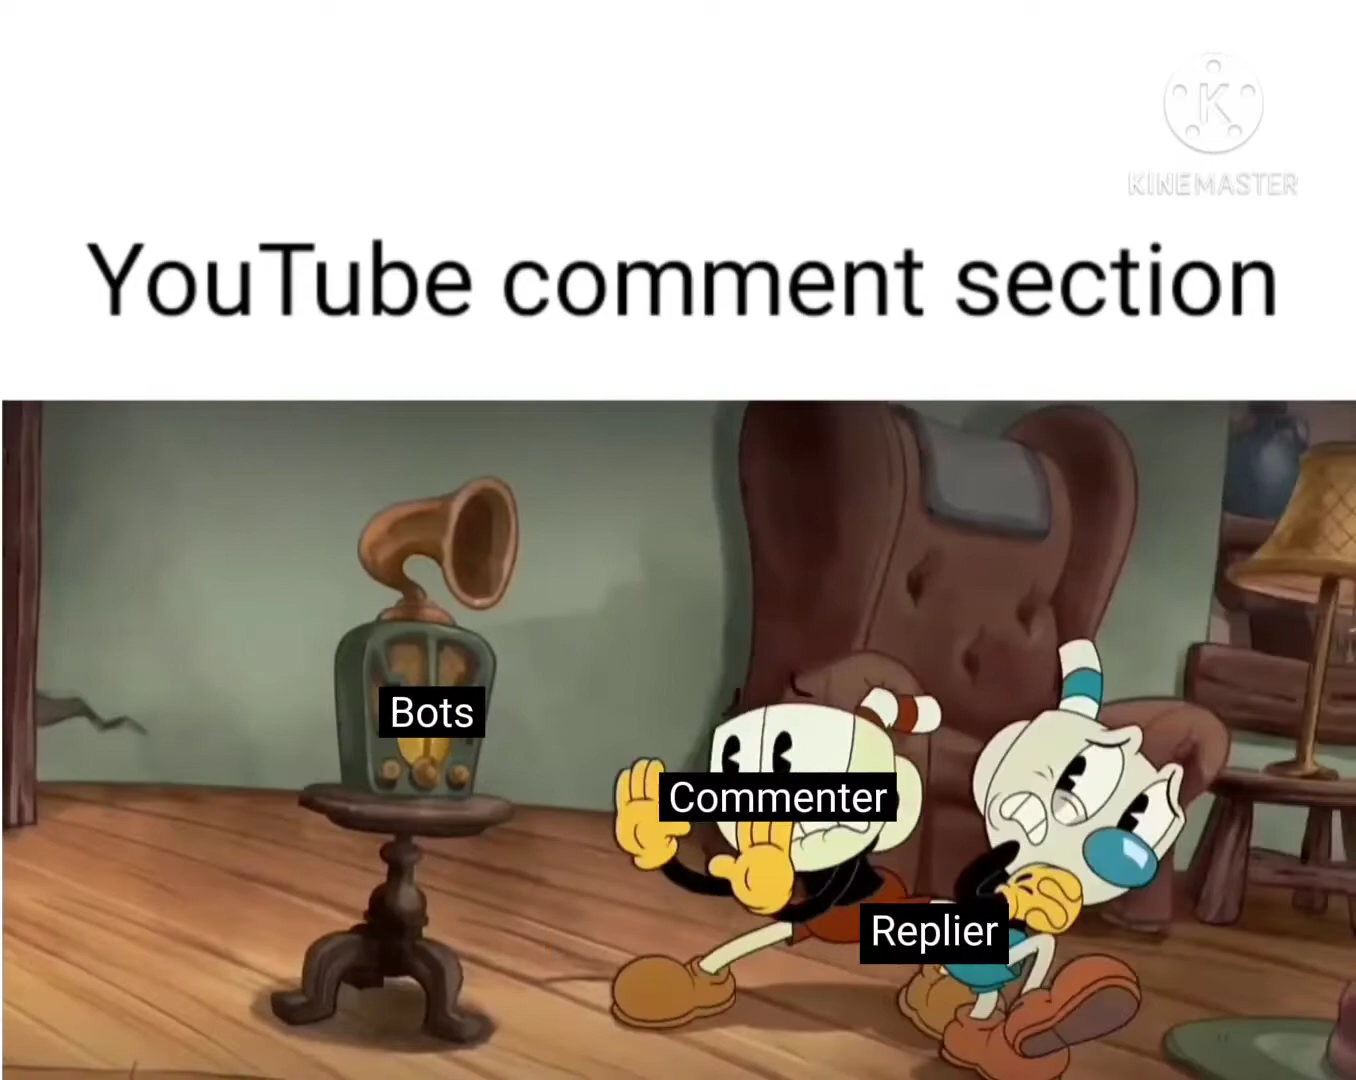 K
KINEMASTER
YouTube comment section
Bots
Commenter
Replier